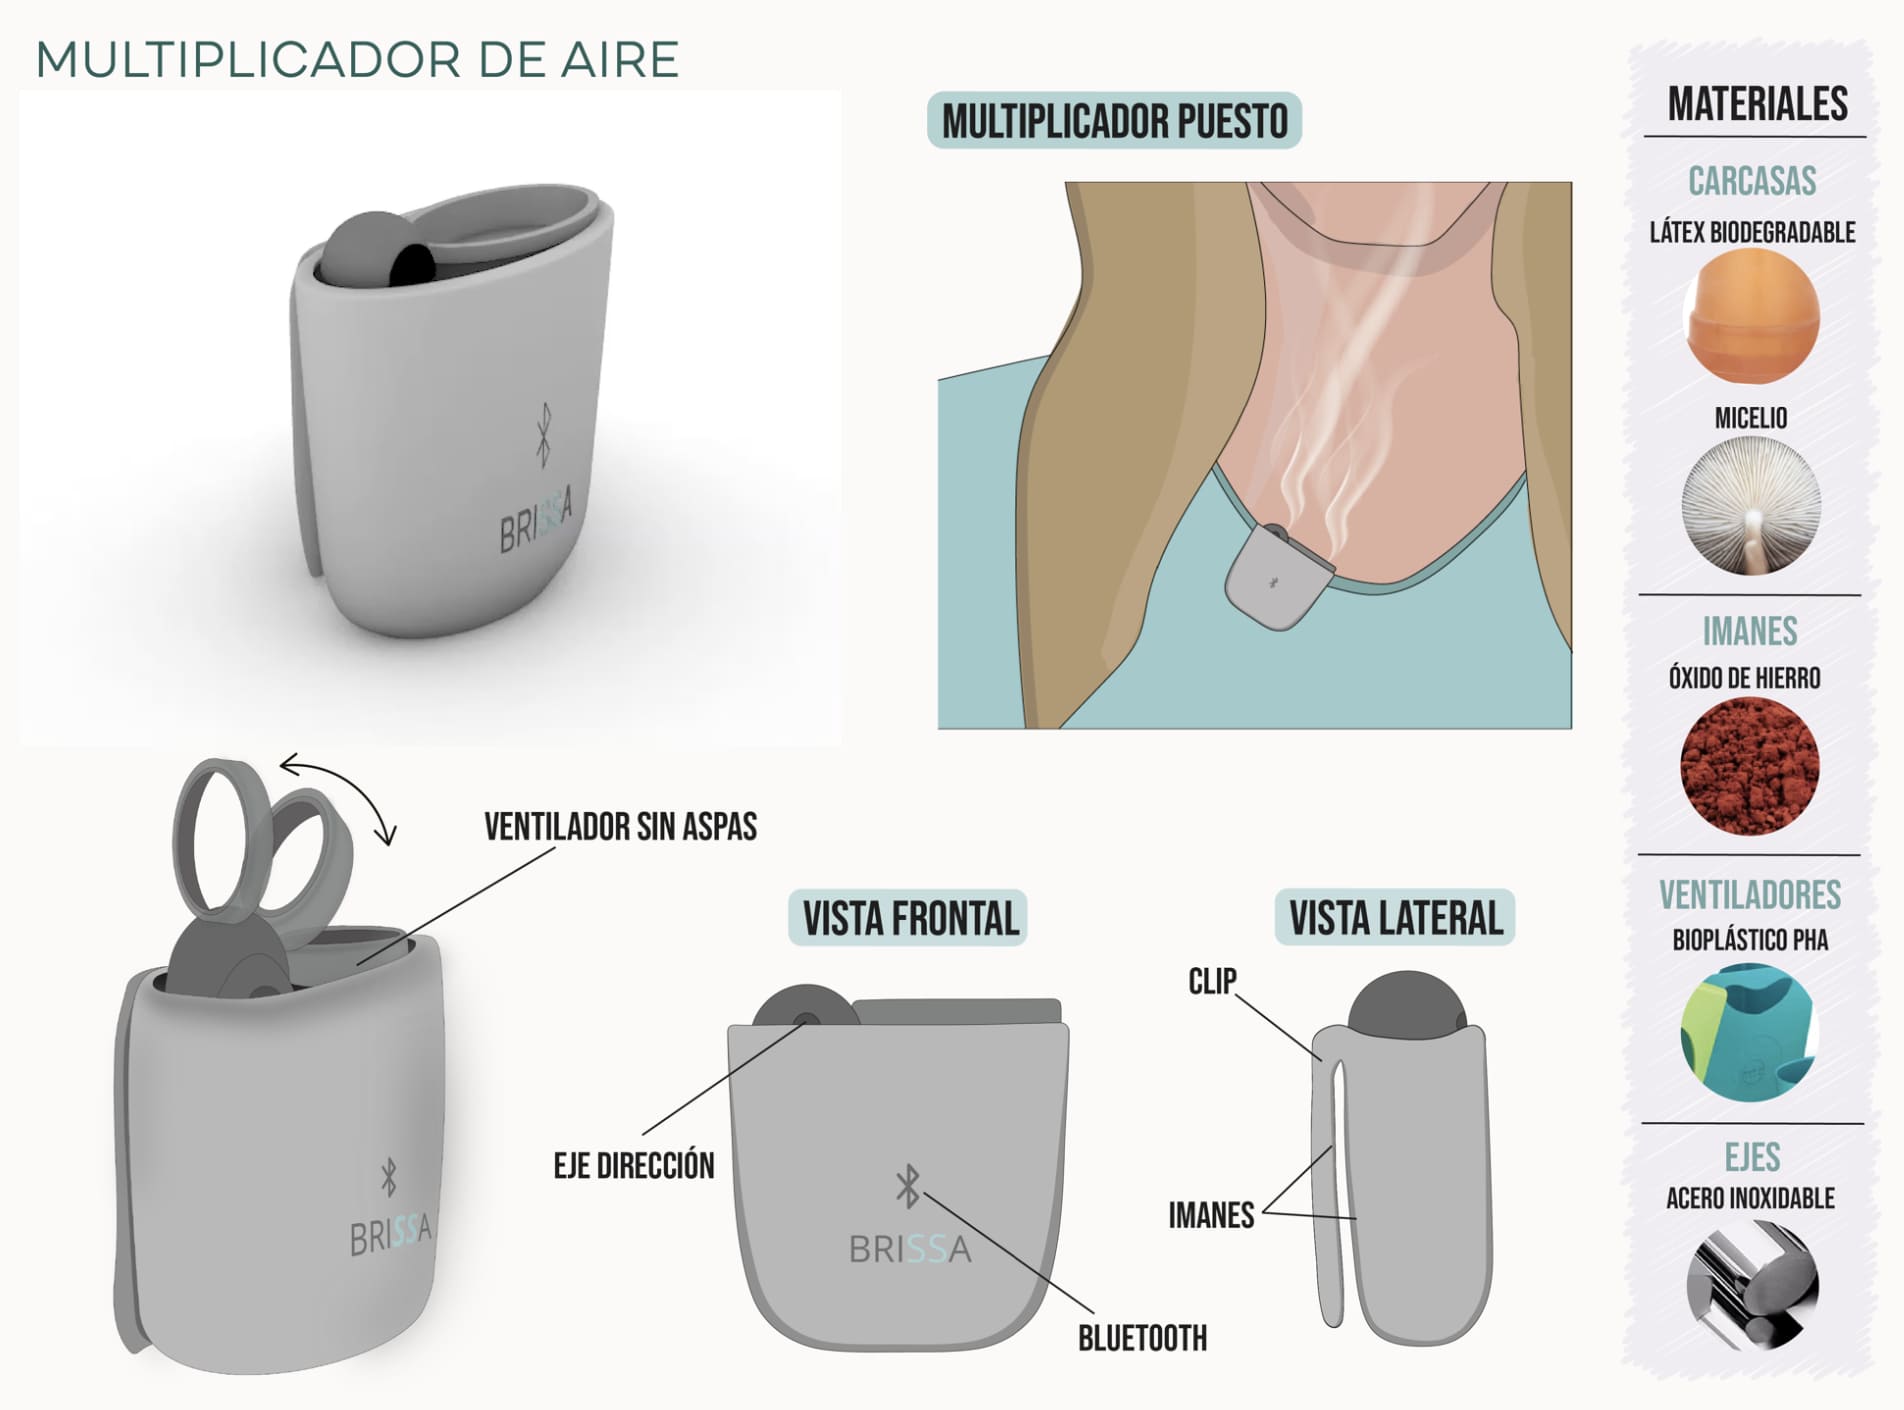 MULTIPLICADOR DE AIRE
BRISSA
MULTIPLICADOR PUESTO
VENTILADOR SIN ASPAS
BRISSA
VISTA FRONTAL
EJE DIRECCIÓN
BRISSA
BLUETOOTH
VISTA LATERAL
CLIP
IMANES
MATERIALES
CARCASAS
LÁTEX BIODEGRADABLE
MICELIO
IMANES
ÓXIDO DE HIERRO
VENTILADORES
BIOPLÁSTICO PHA
EJES
ACERO INOXIDABLE